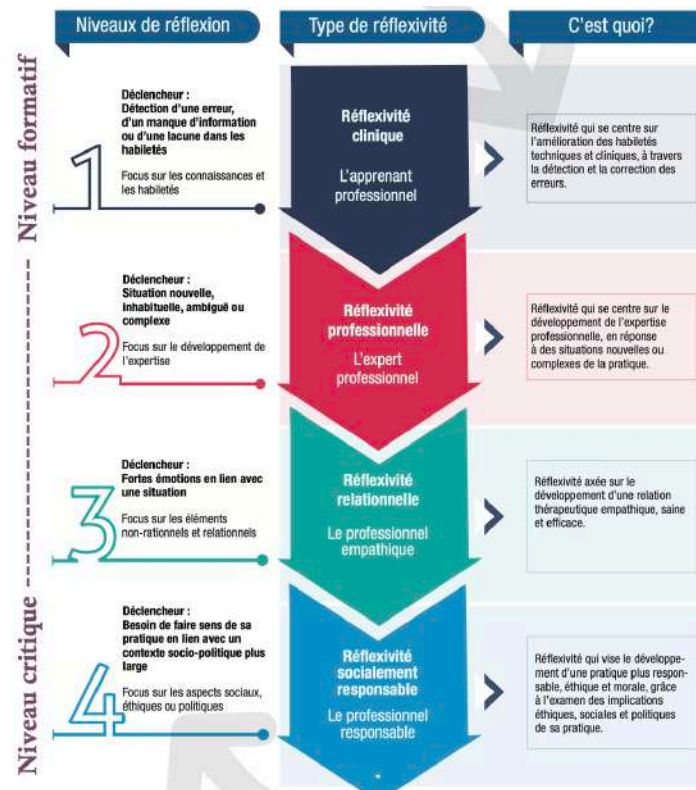 Niveaux de réflexion
Type de réflexivité
C'est quoi?
Niveau formatif
Niveau critique
1
Déclencheur :
Détection d'une erreur,
d'un manque d'information
ou d'une lacune dans les
habiletés
Focus sur les connaissances et
les habiletés
Réflexivité
clinique
L'apprenant
professionnel
Réflexivité qui se centre sur
l'amélioration des habiletés
techniques et cliniques, à travers
la détection et la correction des
erreurs.
2
Déclencheur :
Situation nouvelle,
inhabituelle, ambiguë ou
complexe
Focus sur le développement de
l'expertise
Réflexivité
professionnelle
L'expert
professionnel
Réflexivité qui se centre sur le
développement de l'expertise
professionnelle, en réponse
à des situations nouvelles ou
complexes de la pratique.
3
Déclencheur :
Fortes émotions en lien avec
une situation
Focus sur les éléments
non-rationnels et relationnels
Réflexivité
relationnelle
Le professionnel
empathique
Réflexivité axée sur le
développement d'une relation
thérapeutique empathique, saine
et efficace.
4
Déclencheur :
Besoin de faire sens de sa
pratique en lien avec un
contexte socio-politique plus
large
Focus sur les aspects sociaux,
éthiques ou politiques
Réflexivité
socialement
responsable
Le professionnel
responsable
Réflexivité qui vise le développe-
ment d'une pratique plus respon-
sable, éthique et morale, grâce
à l'examen des implications
éthiques, sociales et politiques
de sa pratique.